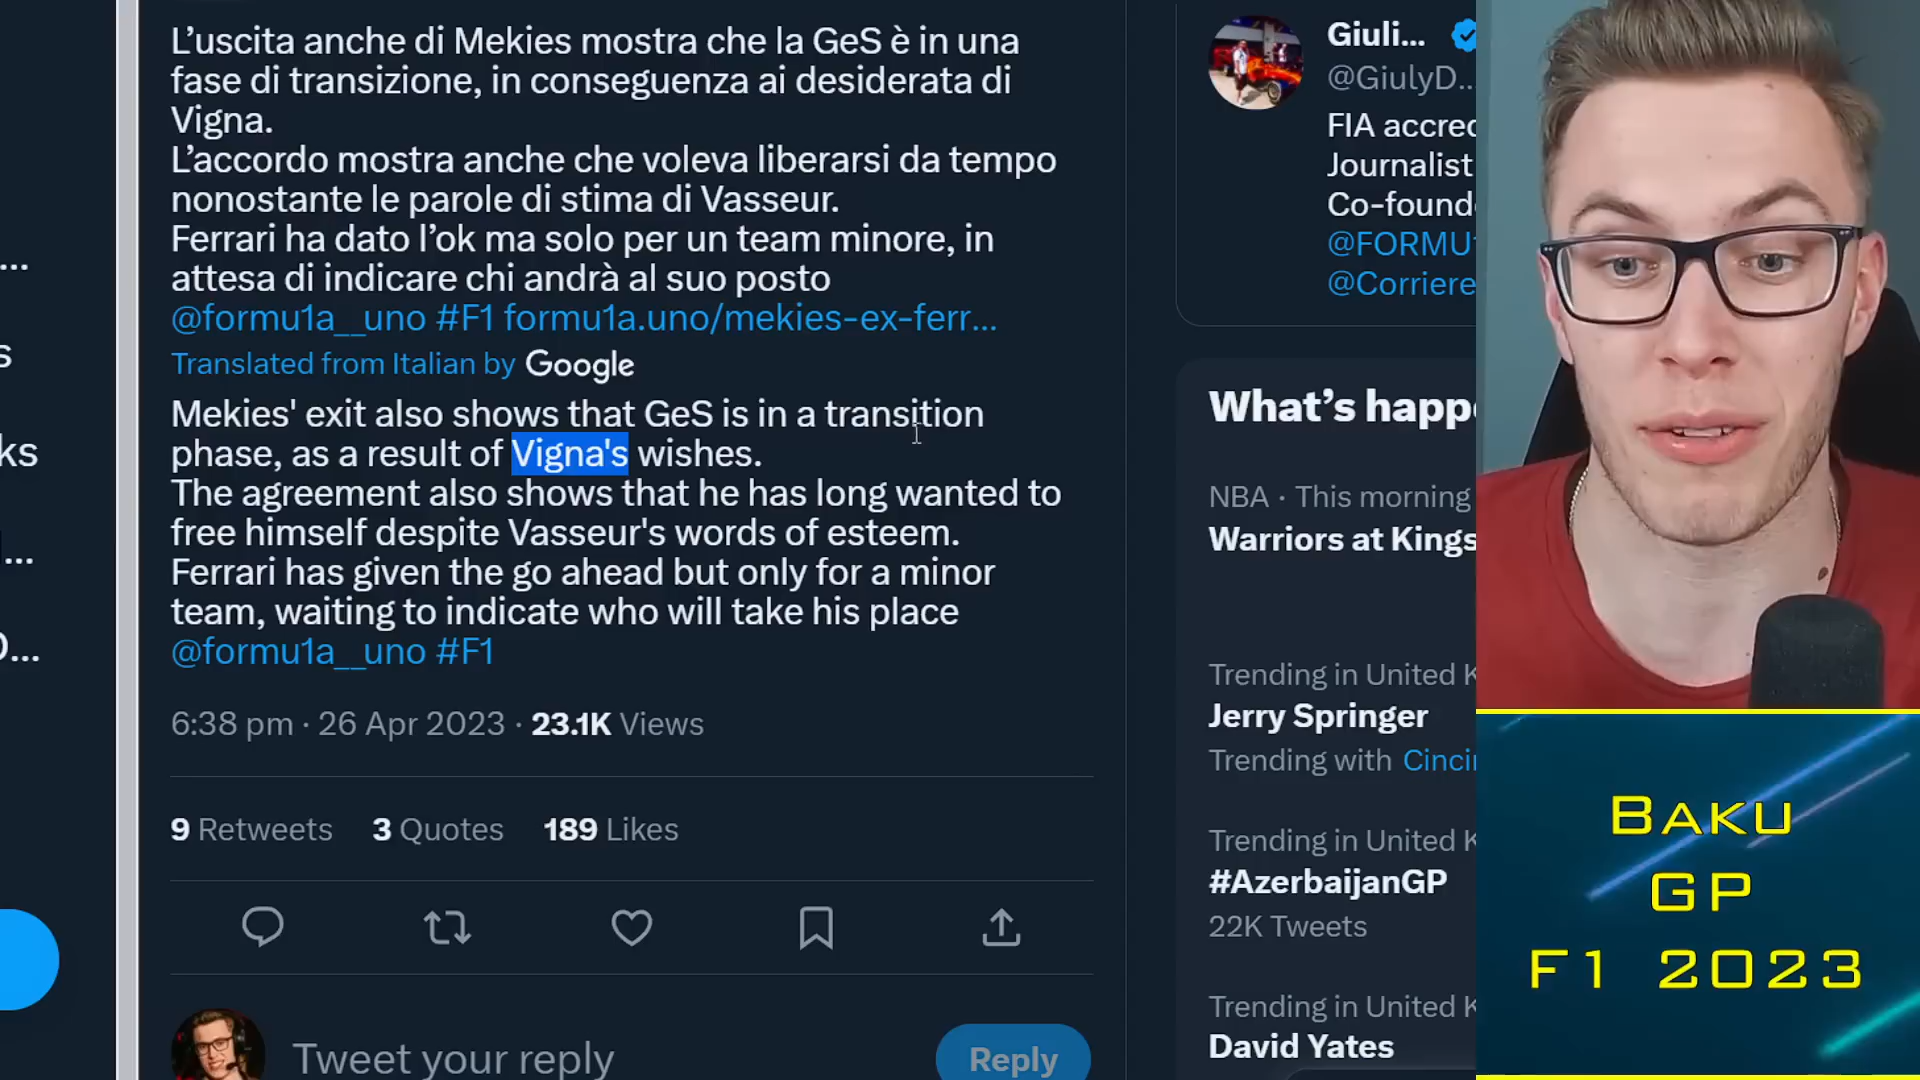 L’uscita anche di Mekies mostra che la GeS è in una
fase di transizione, in conseguenza ai desiderata di
Vigna.
L’accordo mostra anche che voleva liberarsi da tempo
nonostante le parole di stima di Vasseur.
Ferrari ha dato l’ok ma solo per un team minore, in
attesa di indicare chi andrà al suo posto
@formu1a__uno #F1 formu1a.uno/mekies-ex-ferr...
Translated from Italian by Google
Mekies' exit also shows that GeS is in a transition
phase, as a result of Vigna's wishes.
The agreement also shows that he has long wanted to
free himself despite Vasseur's words of esteem.
Ferrari has given the go ahead but only for a minor
team, waiting to indicate who will take his place
@formu1a__uno #F1
6:38 pm · 26 Apr 2023 · 23.1K Views
9 Retweets 3 Quotes 189 Likes
Tweet your reply
Reply
Giuli...
@GiulyD...
FIA accred
Journalist
Co-found
@FORMU
@Corriere
What’s happ
NBA · This morning
Warriors at Kings
Trending in United K
Jerry Springer
Trending with Cincin
Trending in United K
#AzerbaijanGP
22K Tweets
Trending in United K
David Yates
BAKU
GP
F1 2023